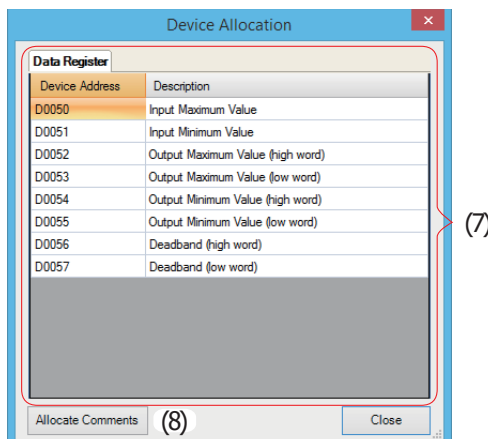 Device Allocation
Data Register
Device Address Description
D0050 Input Maximum Value
D0051 Input Minimum Value
D0052 Output Maximum Value (high word)
D0053 Output Maximum Value (low word)
D0054 Output Minimum Value (high word)
D0055 Output Minimum Value (low word)
(7)
D0056 Deadband (high word)
D0057 Deadband (low word)
Allocate Comments (8) Close